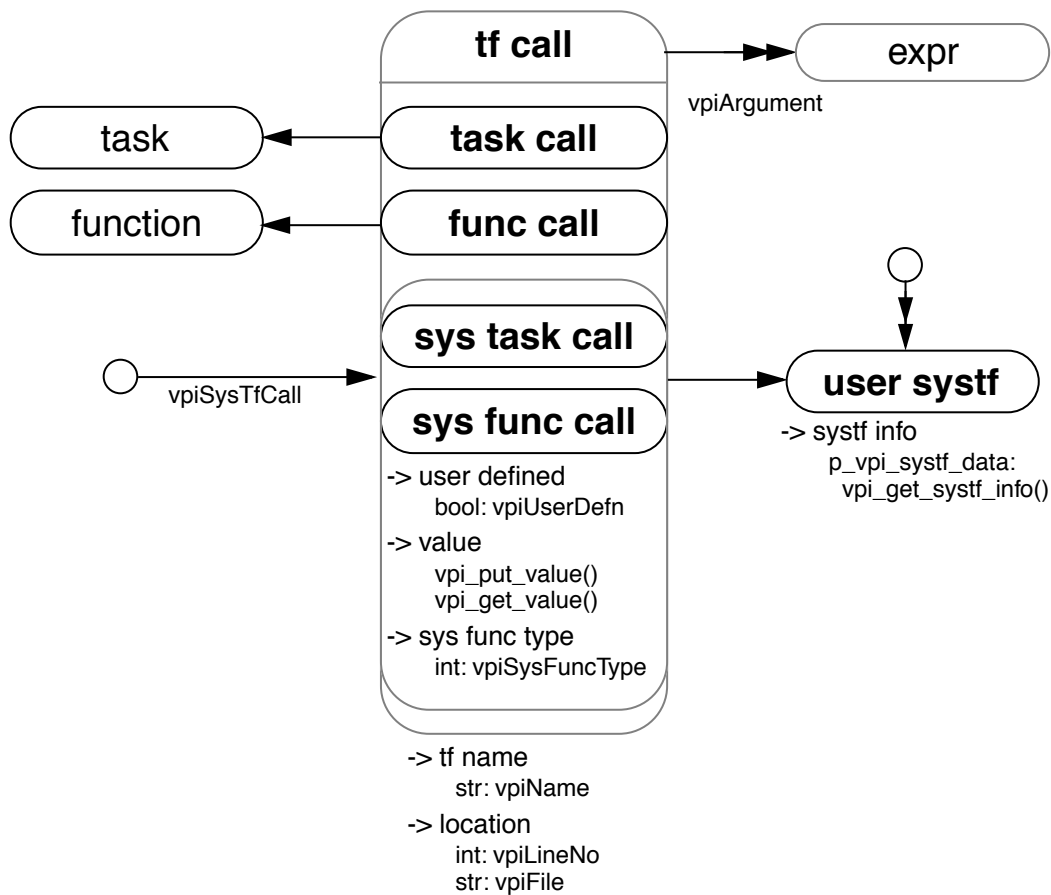 tf call
expr
vpiArgument
task
task call
function
func call
sys task call
vpiSysTfCall
user systf
sys func call
-> systf info
p_vpi_systf_data:
vpi_get_systf_info()
-> user defined
bool: vpiUserDefn
-> value
vpi_put_value()
vpi_get_value()
-> sys func type
int: vpiSysFuncType
-> tf name
str: vpiName
-> location
int: vpiLineNo
str: vpiFile